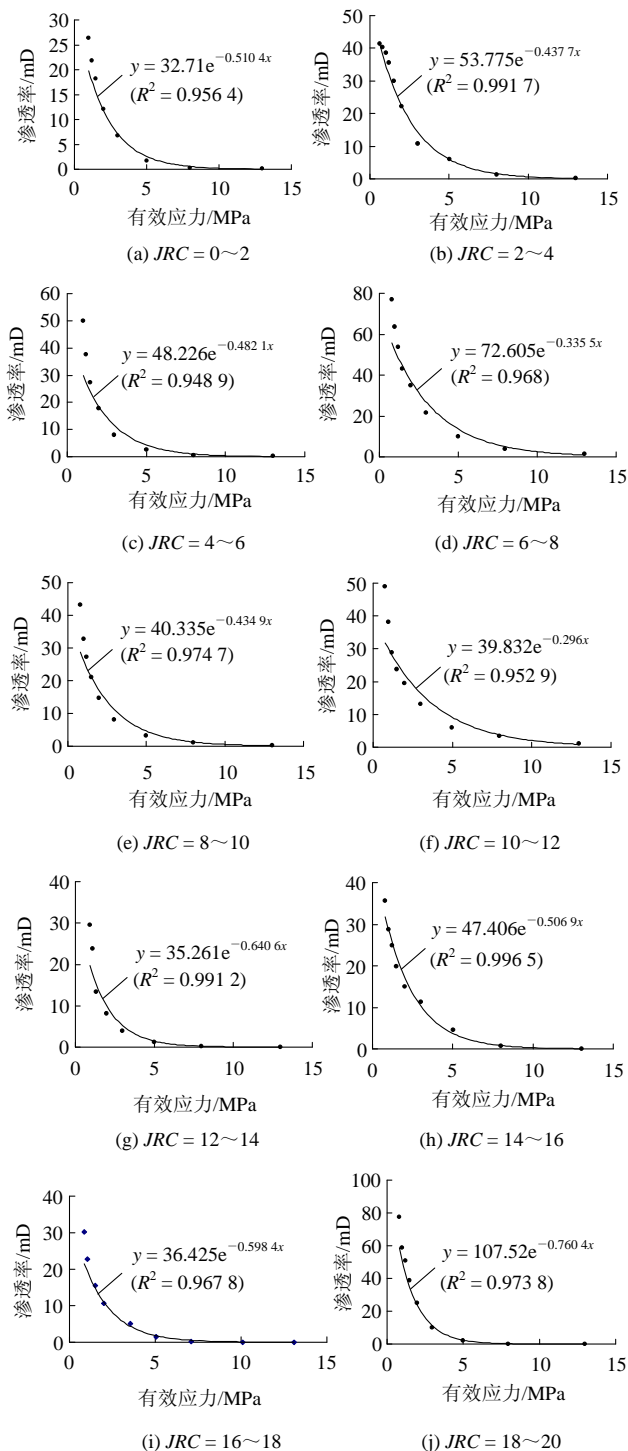 渗透率/mD
30
25
20
15
10
5
0
y = 32.71e^−0.510 4x
(R² = 0.956 4)
0 5 10 15
有效应力/MPa
(a) JRC = 0～2
渗透率/mD
50
40
30
20
10
0
y = 53.775e^−0.437 7x
(R² = 0.991 7)
0 5 10 15
有效应力/MPa
(b) JRC = 2～4
渗透率/mD
60
50
40
30
20
10
0
y = 48.226e^−0.482 1x
(R² = 0.948 9)
0 5 10 15
有效应力/MPa
(c) JRC = 4～6
渗透率/mD
80
60
40
20
0
y = 72.605e^−0.335 5x
(R² = 0.968)
0 5 10 15
有效应力/MPa
(d) JRC = 6～8
渗透率/mD
50
40
30
20
10
0
y = 40.335e^−0.434 9x
(R² = 0.974 7)
0 5 10 15
有效应力/MPa
(e) JRC = 8～10
渗透率/mD
50
40
30
20
10
0
y = 39.832e^−0.296x
(R² = 0.952 9)
0 5 10 15
有效应力/MPa
(f) JRC = 10～12
渗透率/mD
40
30
20
10
0
y = 35.261e^−0.640 6x
(R² = 0.991 2)
0 5 10 15
有效应力/MPa
(g) JRC = 12～14
渗透率/mD
40
30
20
10
0
y = 47.406e^−0.506 9x
(R² = 0.996 5)
0 5 10 15
有效应力/MPa
(h) JRC = 14～16
渗透率/mD
40
30
20
10
0
y = 36.425e^−0.598 4x
(R² = 0.967 8)
0 5 10 15
有效应力/MPa
(i) JRC = 16～18
渗透率/mD
100
80
60
40
20
0
y = 107.52e^−0.760 4x
(R² = 0.973 8)
0 5 10 15
有效应力/MPa
(j) JRC = 18～20